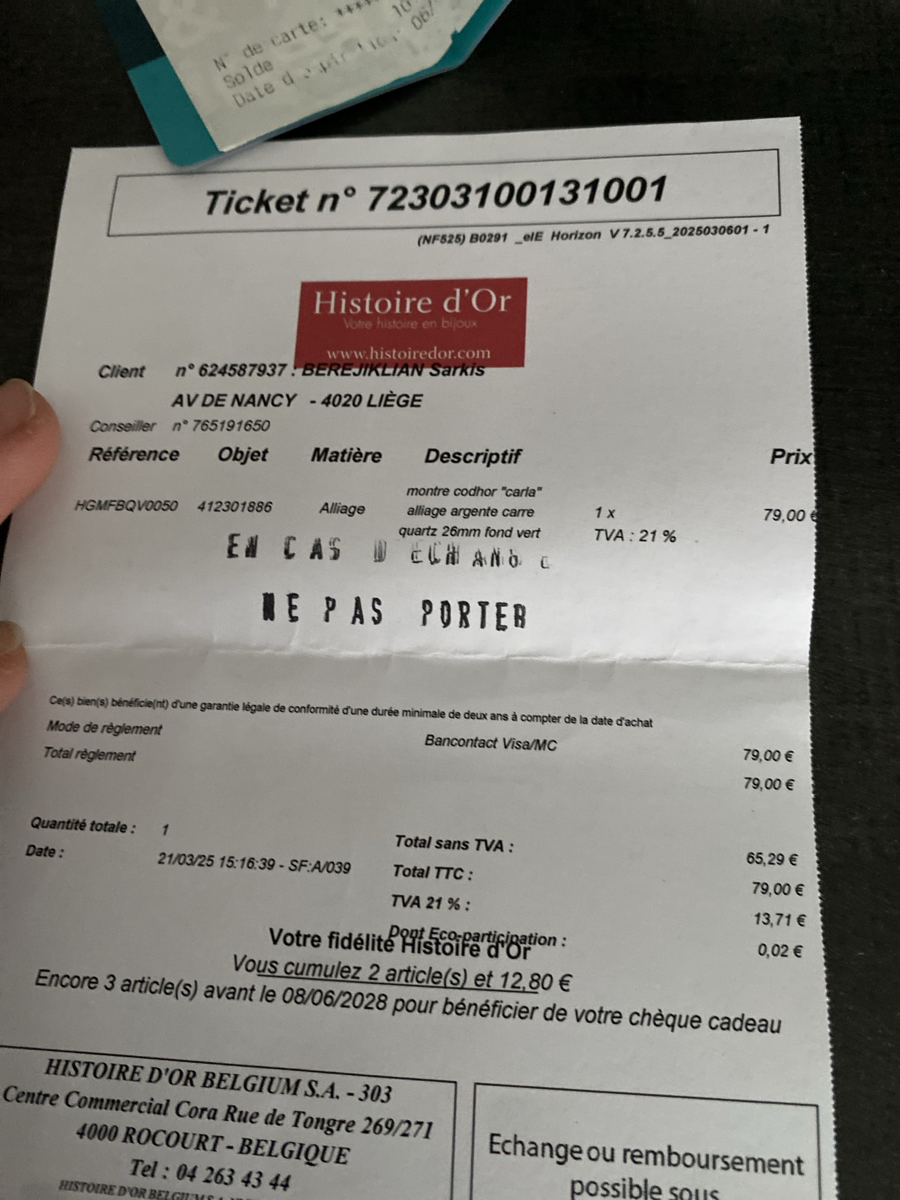 N° de carte: ****
Solde 10
Date d 06/
Ticket n° 72303100131001
(NF525) B0291 _eIE Horizon V 7.2.5.5_2025030601 - 1
Histoire d'Or
Votre histoire en bijoux
www.histoiredor.com
Client n° 624587937 : BEREJIKLIAN Sarkis
AV DE NANCY - 4020 LIÈGE
Conseiller n° 765191650
Référence Objet Matière Descriptif Prix
HGMFBQV0050 412301886 Alliage montre codhor "carla" 1 x 79,00 €
alliage argente carre
quartz 26mm fond vert TVA : 21 %
EN CAS D ECHANG E
NE PAS PORTER
Ce(s) bien(s) bénéficie(nt) d'une garantie légale de conformité d'une durée minimale de deux ans à compter de la date d'achat
Mode de règlement Bancontact Visa/MC 79,00 €
Total règlement 79,00 €
Quantité totale : 1 Total sans TVA : 65,29 €
Date : 21/03/25 15:16:39 - SF:A/039 Total TTC : 79,00 €
TVA 21 % : 13,71 €
Dont Eco-participation : 0,02 €
Votre fidélité Histoire d'Or
Vous cumulez 2 article(s) et 12,80 €
Encore 3 article(s) avant le 08/06/2028 pour bénéficier de votre chèque cadeau
HISTOIRE D'OR BELGIUM S.A. - 303
Centre Commercial Cora Rue de Tongre 269/271
4000 ROCOURT - BELGIQUE
Tel : 04 263 43 44
HISTOIRE D'OR BELGIUM S.A.
Echange ou remboursement
possible sous